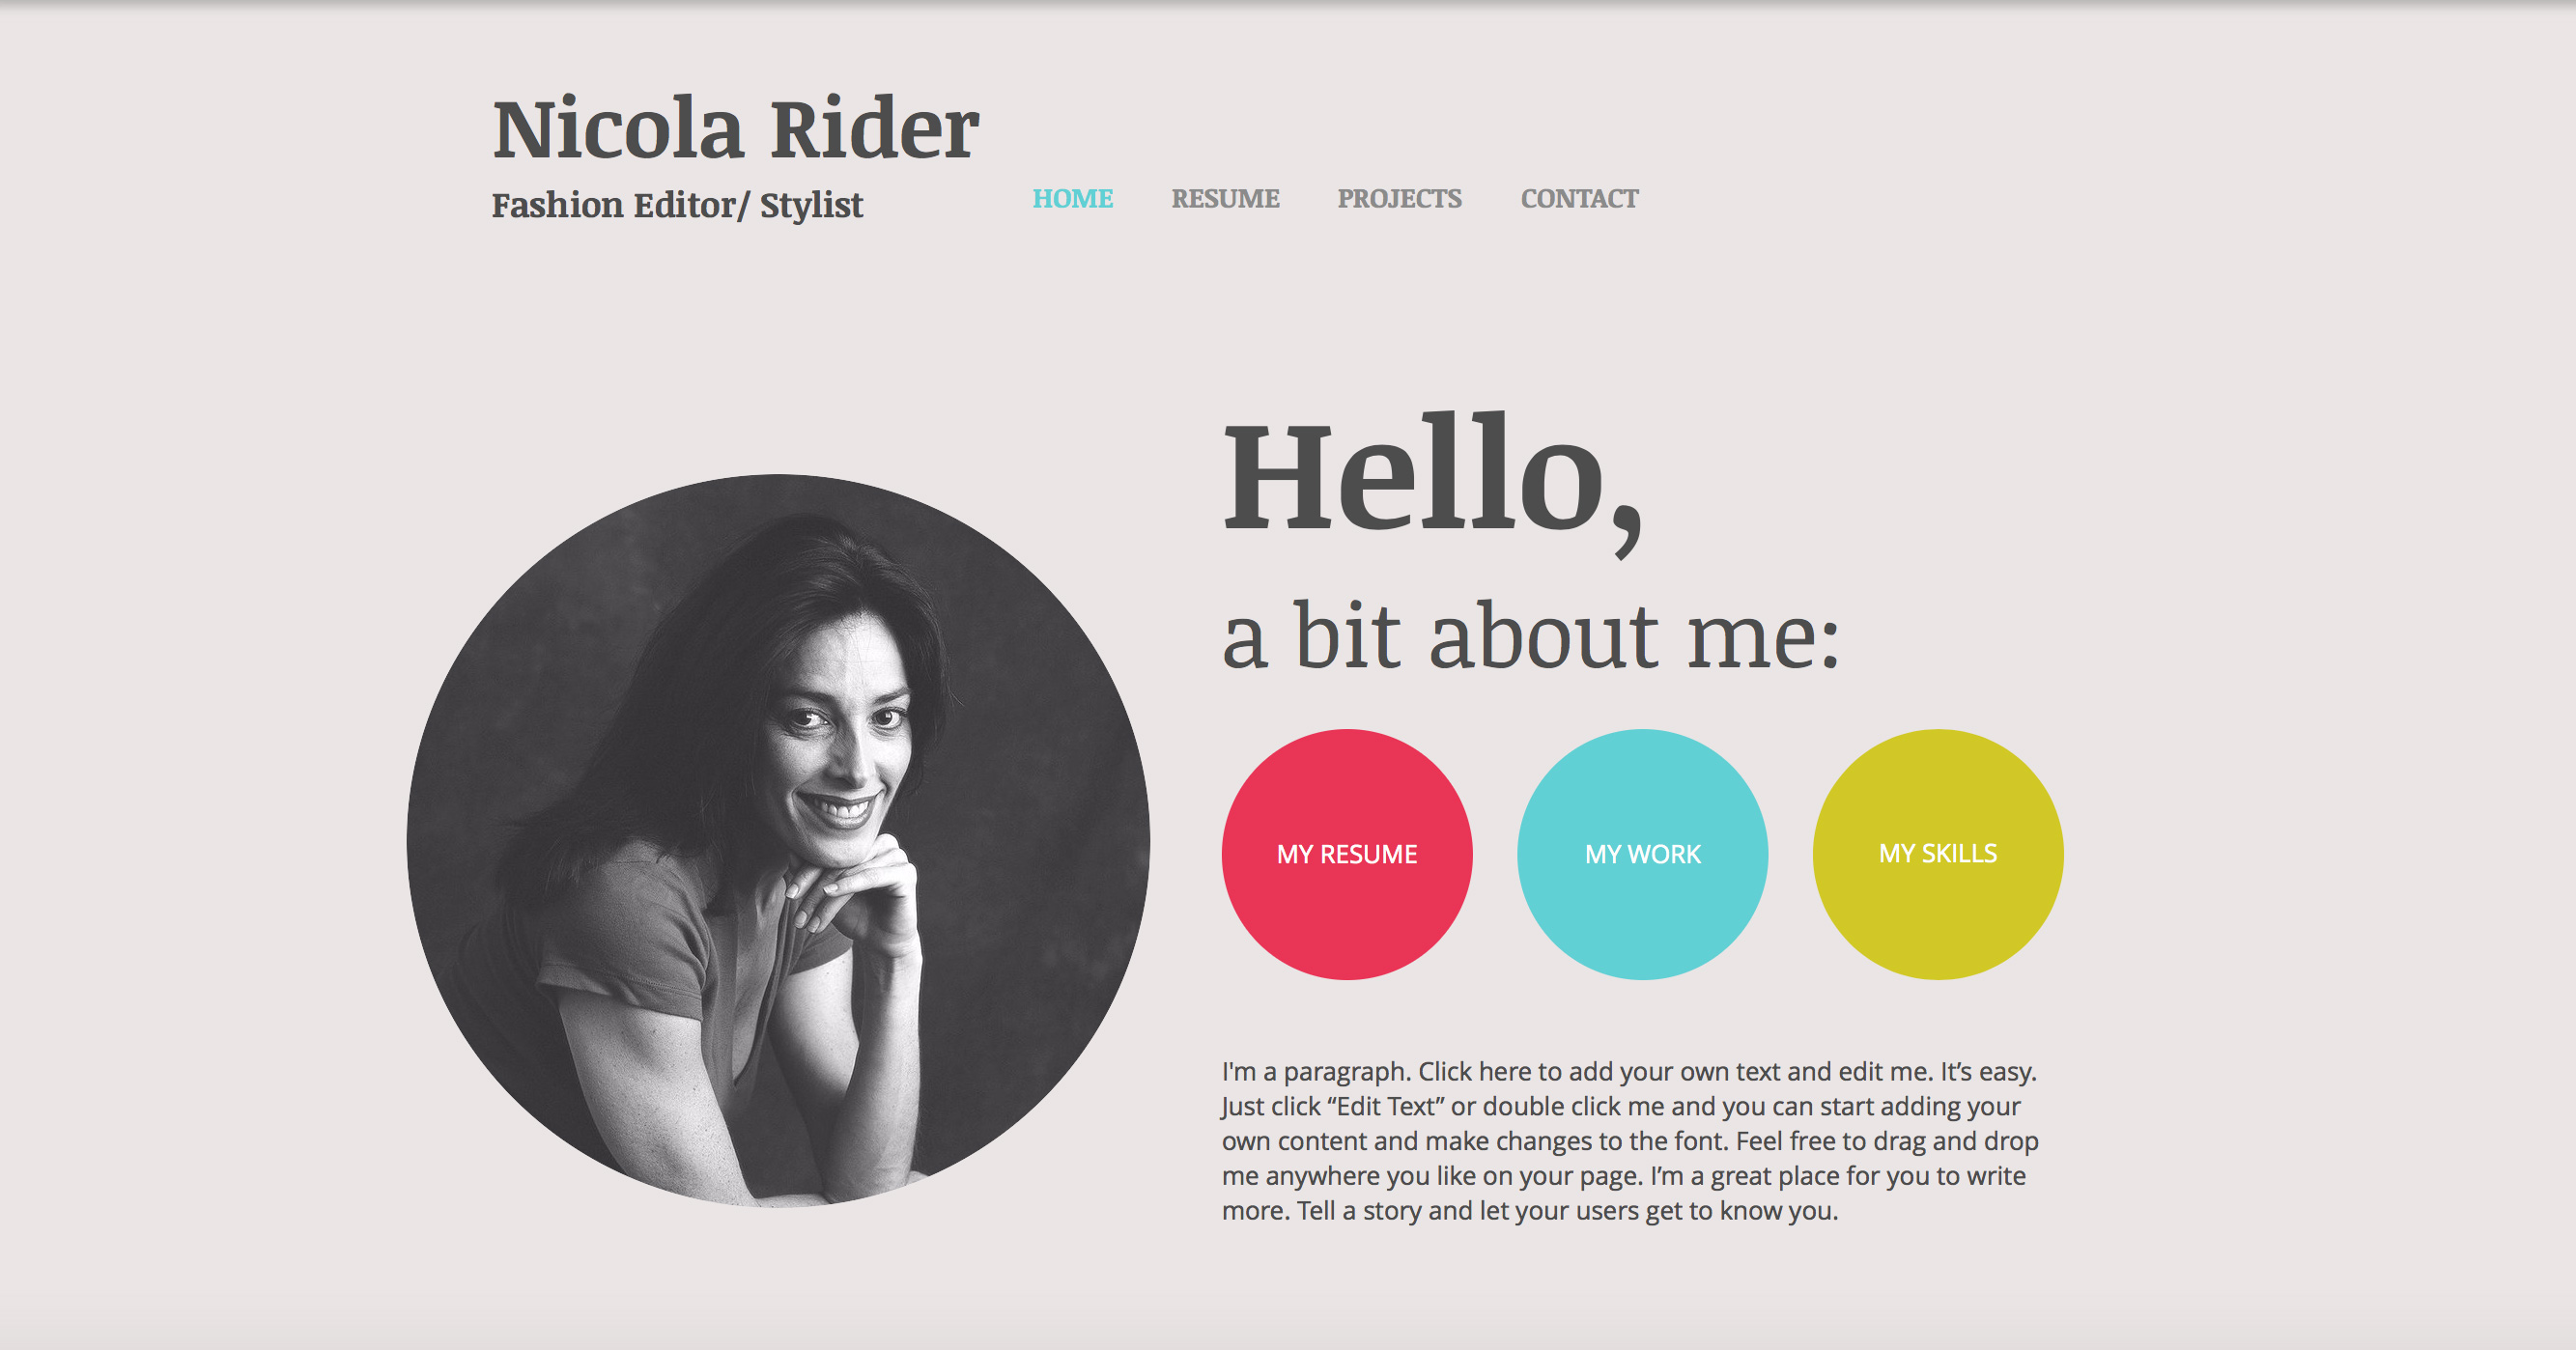 Nicola Rider
Fashion Editor/ Stylist
HOME RESUME PROJECTS CONTACT
Hello,
a bit about me:
MY RESUME MY WORK MY SKILLS
I'm a paragraph. Click here to add your own text and edit me. It’s easy.
Just click “Edit Text” or double click me and you can start adding your
own content and make changes to the font. Feel free to drag and drop
me anywhere you like on your page. I’m a great place for you to write
more. Tell a story and let your users get to know you.